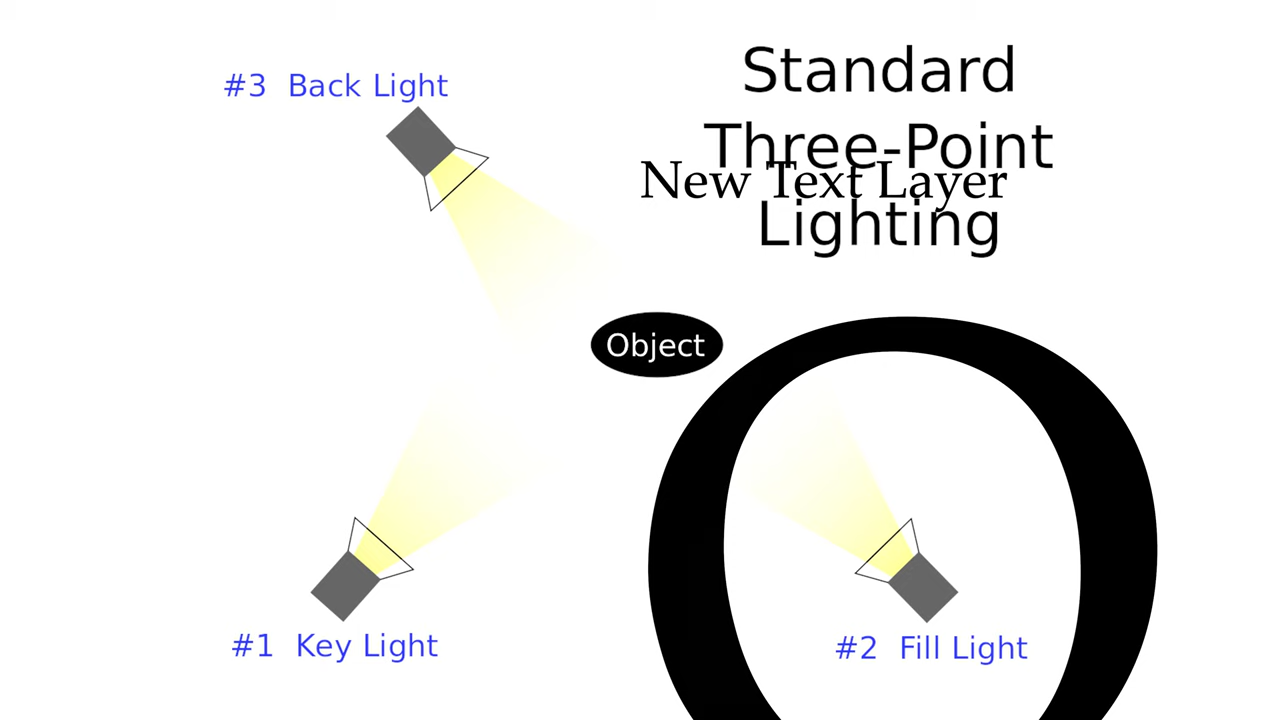 #3 Back Light
Standard
Three-Point
New Text Layer
Lighting
Object
O
#1 Key Light
#2 Fill Light